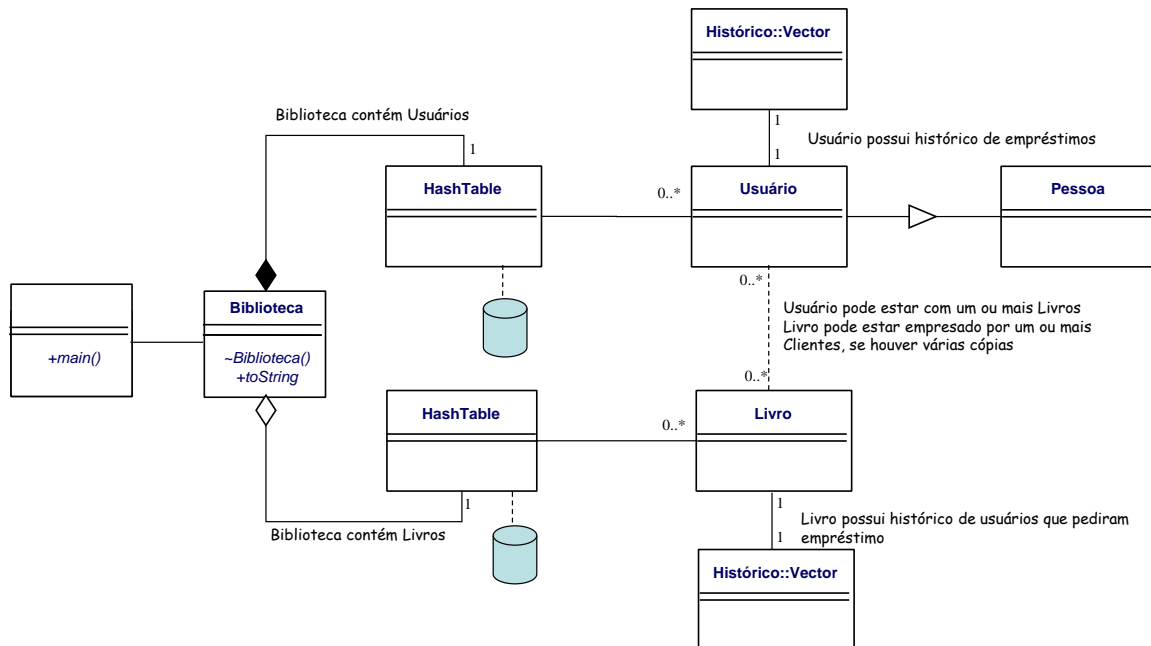 Histórico::Vector
Biblioteca contém Usuários
1
1
1
Usuário possui histórico de empréstimos
HashTable
0..*
Usuário
Pessoa
0..*
Usuário pode estar com um ou mais Livros
Livro pode estar empresado por um ou mais
Clientes, se houver várias cópias
Biblioteca
+main()
~Biblioteca()
+toString
0..*
HashTable
0..*
Livro
1
1
Biblioteca contém Livros
Livro possui histórico de usuários que pediram
empréstimo
1
Histórico::Vector